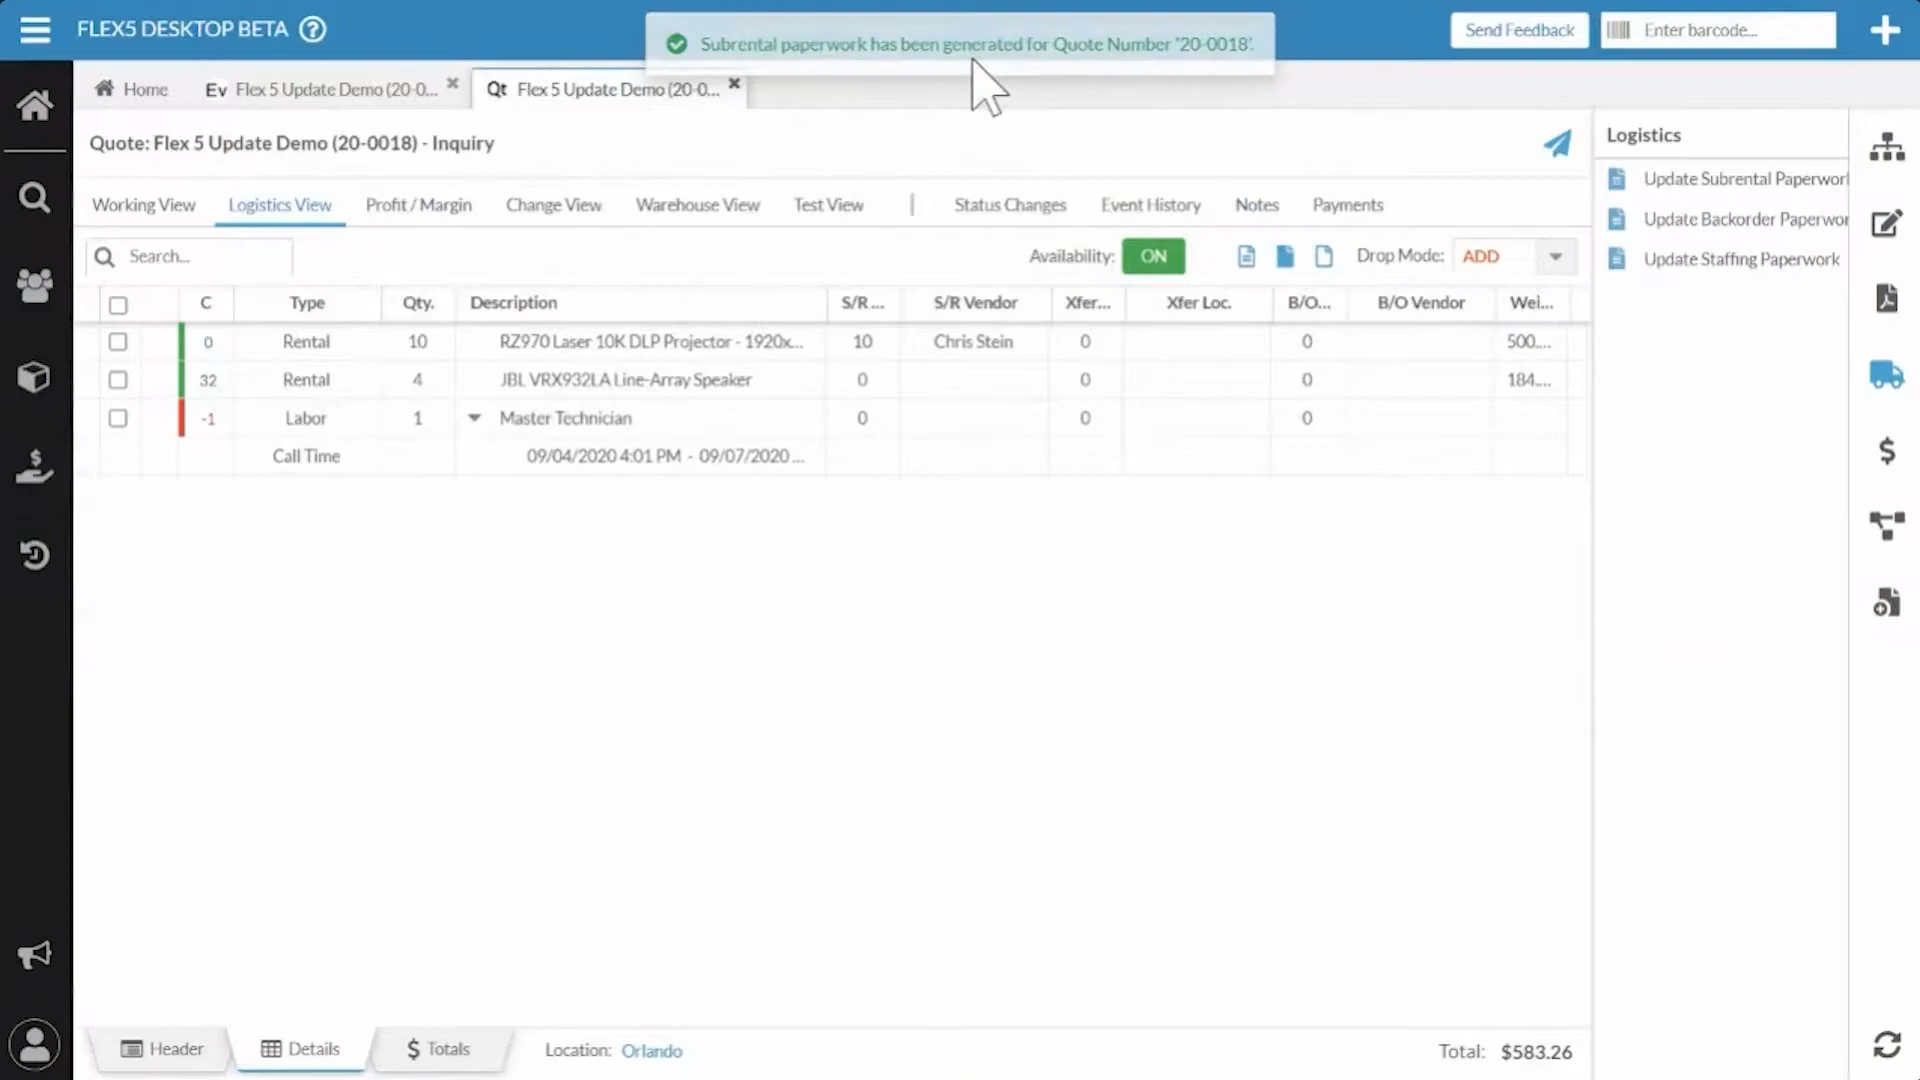 FLEX5 DESKTOP BETA ?
Subrental paperwork has been generated for Quote Number '20-0018'.
Send Feedback
Enter barcode...
Home
Ev Flex 5 Update Demo (20-0...
Qt Flex 5 Update Demo (20-0...
Quote: Flex 5 Update Demo (20-0018) - Inquiry
Logistics
Update Subrental Paperwor
Update Backorder Paperwor
Update Staffing Paperwork
Working View Logistics View Profit / Margin Change View Warehouse View Test View | Status Changes Event History Notes Payments
Search... Availability: ON Drop Mode: ADD
C Type Qty. Description S/R ... S/R Vendor Xfer... Xfer Loc. B/O... B/O Vendor Wei...
0 Rental 10 RZ970 Laser 10K DLP Projector - 1920x... 10 Chris Stein 0 0 500....
32 Rental 4 JBL VRX932LA Line-Array Speaker 0 0 0 184....
-1 Labor 1 Master Technician 0 0 0
Call Time 09/04/2020 4:01 PM - 09/07/2020 ...
Header Details $ Totals Location: Orlando Total: $583.26